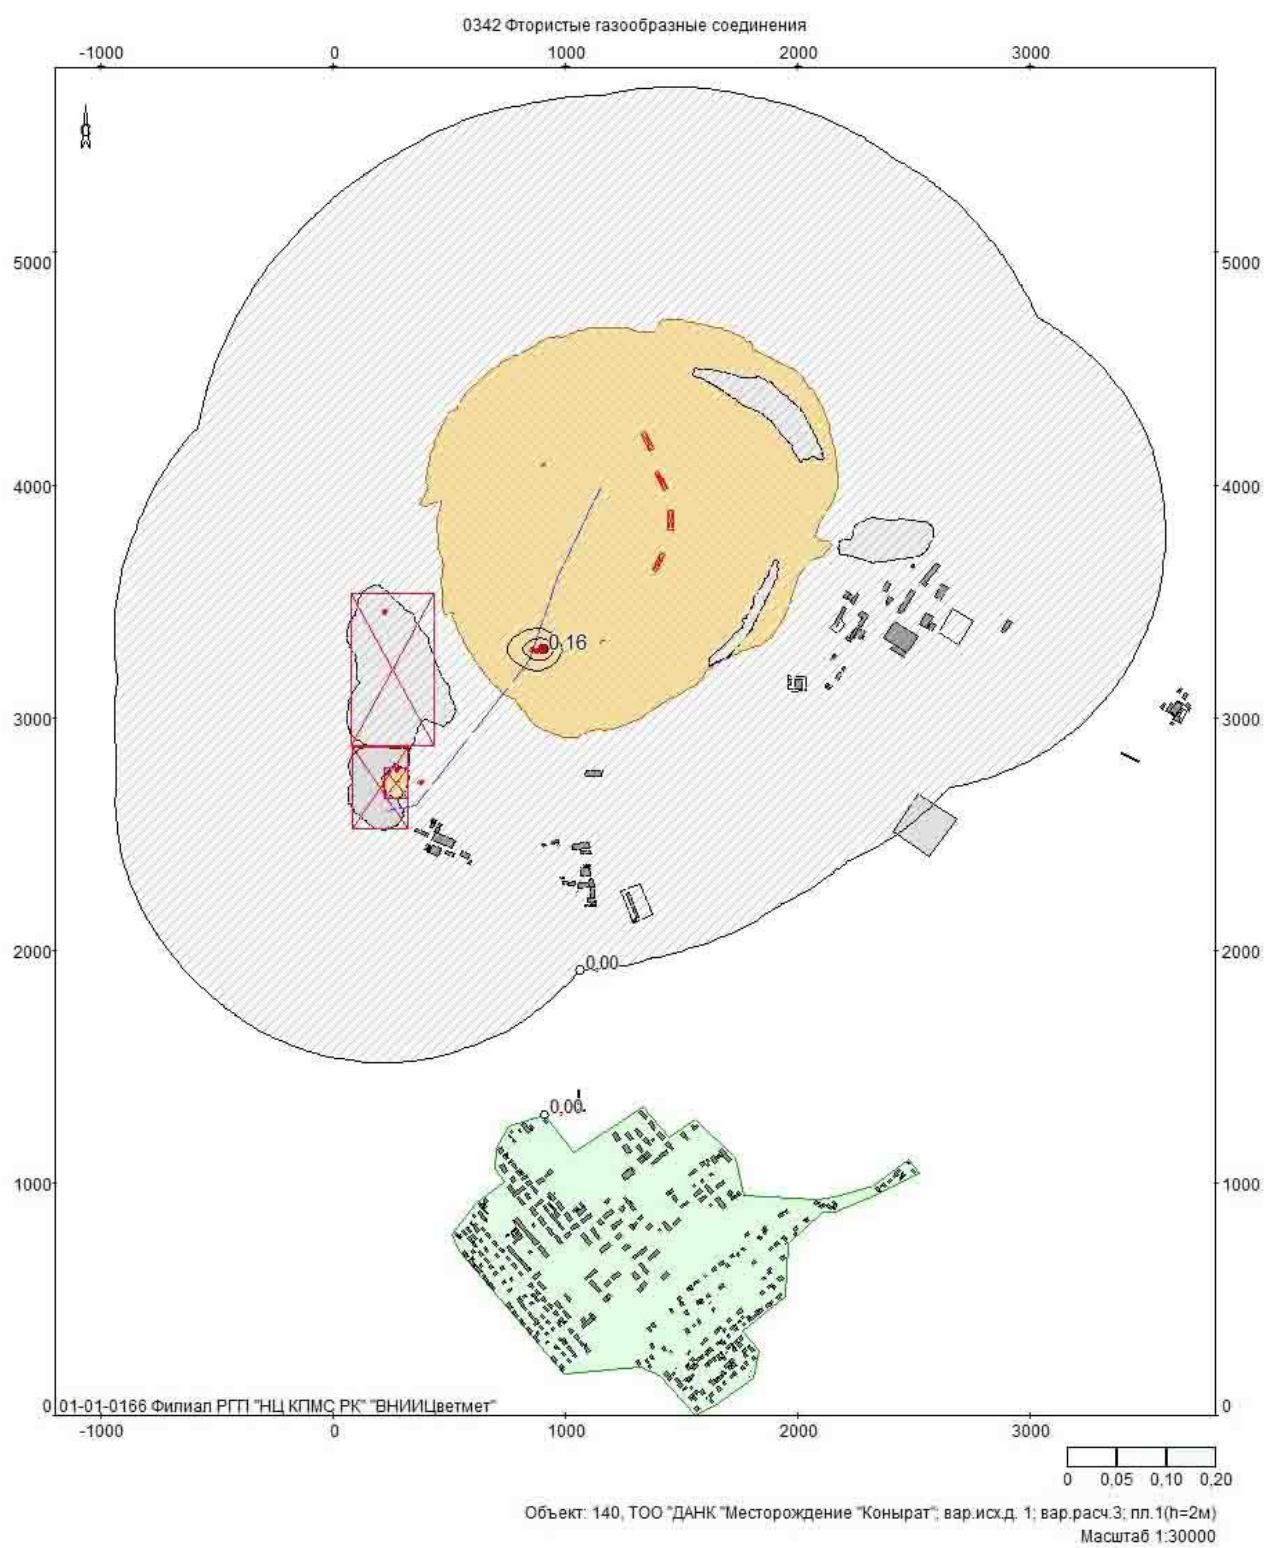 0342 Фтористые газообразные соединения
-1000 0 1000 2000 3000
С
5000 5000
4000 4000
0,16
3000 3000
2000 2000
0,00
0,00
1000 1000
0 01-01-0166 Филиал РГП "НЦ КПМС РК" "ВНИИЦветмет" 0
-1000 0 1000 2000 3000
0 0,05 0,10 0,20
Объект: 140, ТОО "ДАНК "Месторождение "Конырат"; вар.исх.д. 1; вар.расч.3; пл.1(h=2м)
Масштаб 1:30000